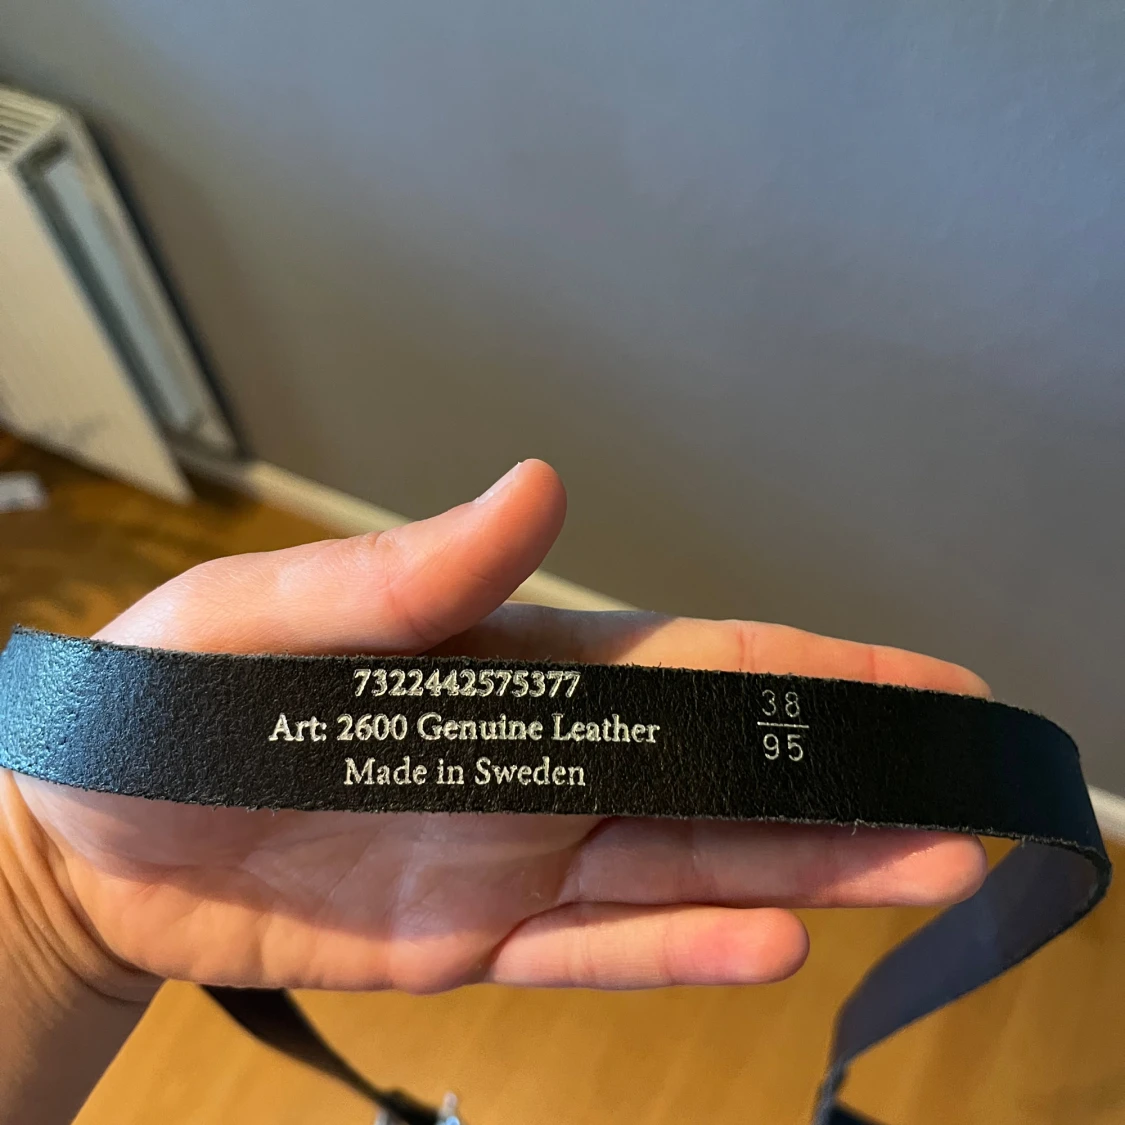 7322442575377
Art: 2600 Genuine Leather
Made in Sweden
38
95